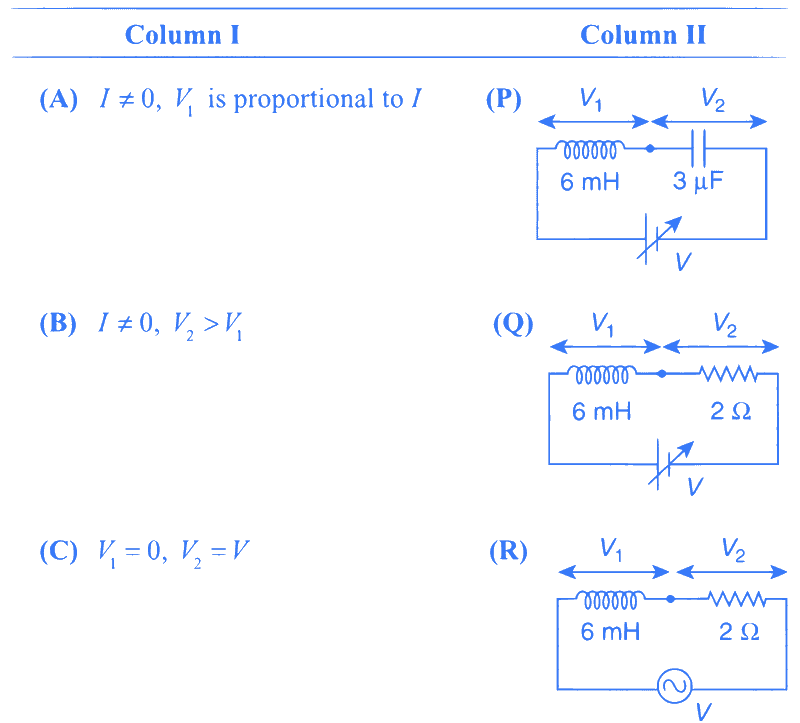 Column I Column II
(A) I ≠ 0, V₁ is proportional to I (P) V₁ V₂
6 mH 3 μF
V
(B) I ≠ 0, V₂ > V₁ (Q) V₁ V₂
6 mH 2 Ω
V
(C) V₁ = 0, V₂ = V (R) V₁ V₂
6 mH 2 Ω
V